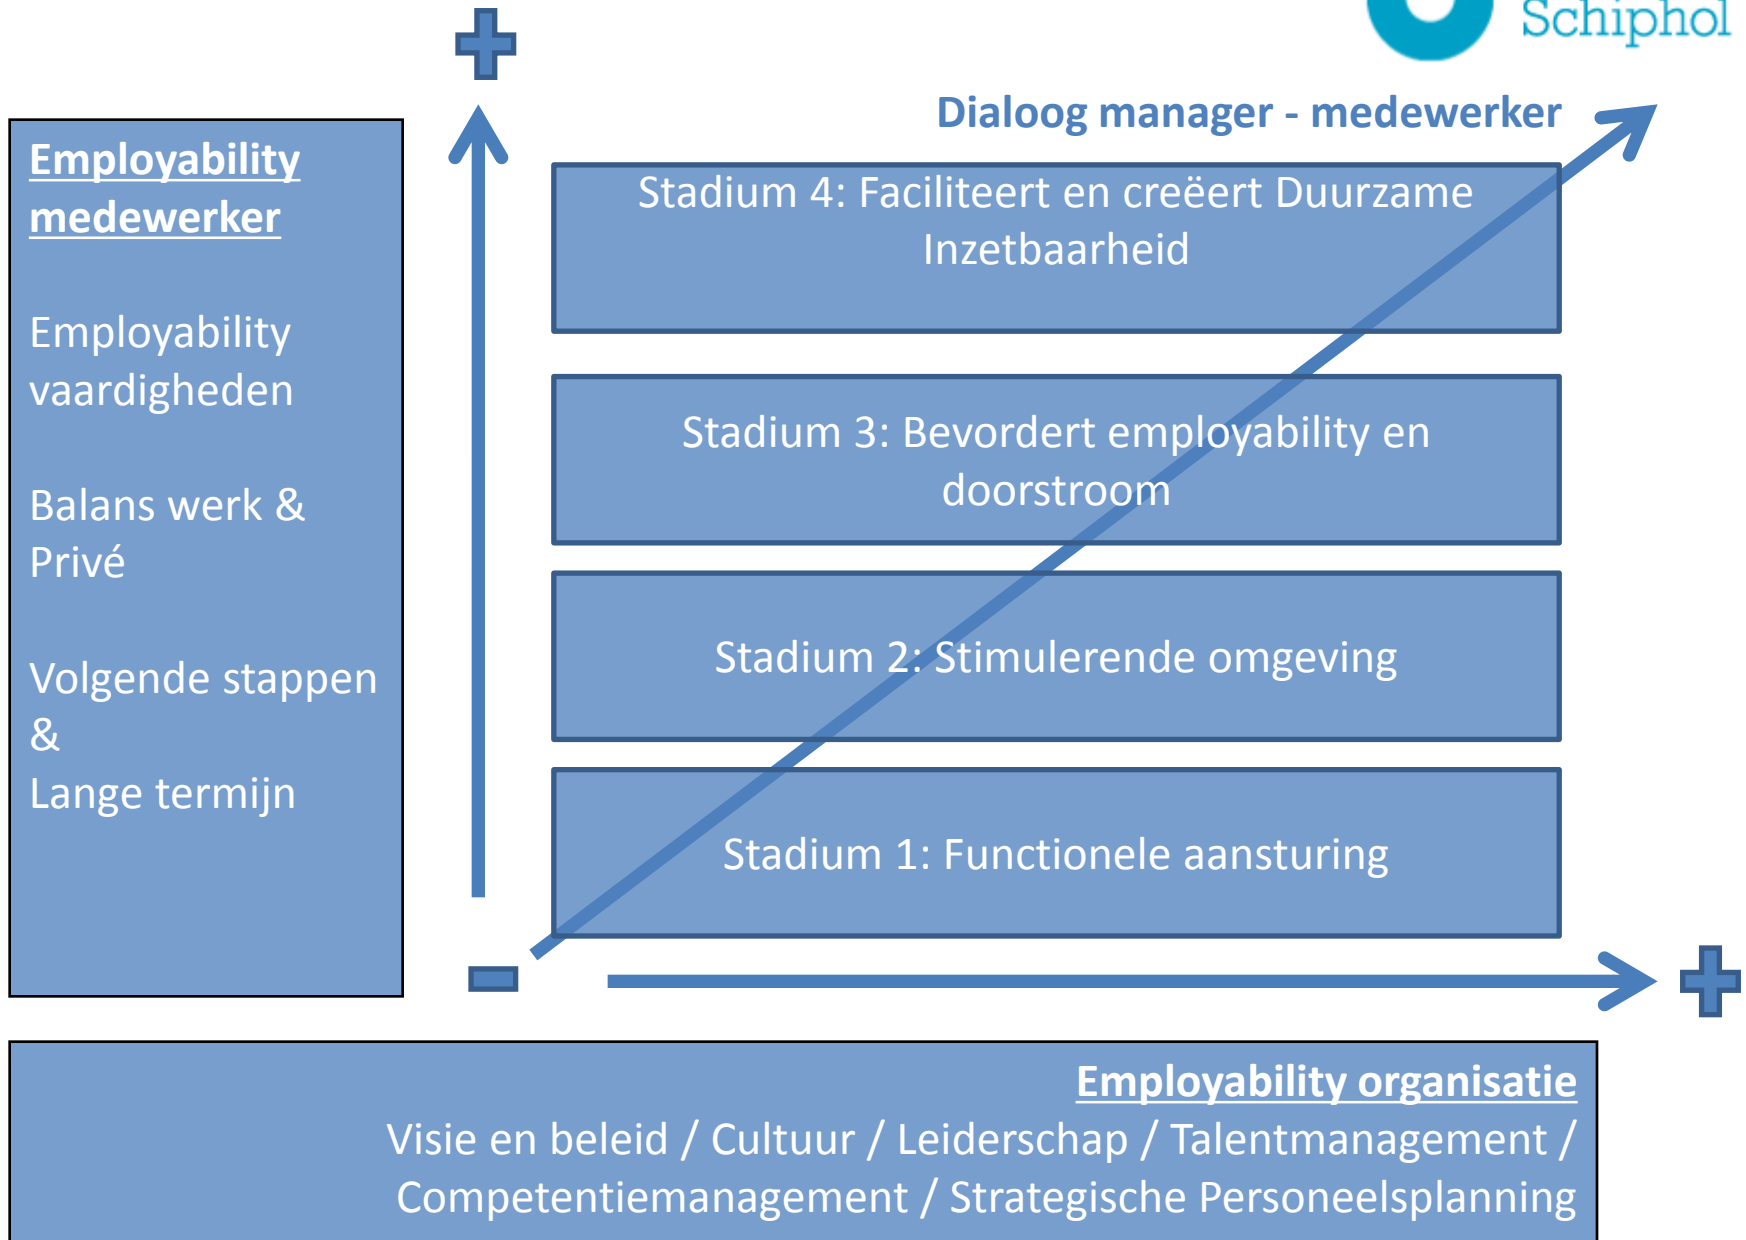 Schiphol
Dialoog manager - medewerker
Employability
medewerker
Employability
vaardigheden
Balans werk &
Privé
Volgende stappen
&
Lange termijn
Stadium 4: Faciliteert en creëert Duurzame
Inzetbaarheid
Stadium 3: Bevordert employability en
doorstroom
Stadium 2: Stimulerende omgeving
Stadium 1: Functionele aansturing
Employability organisatie
Visie en beleid / Cultuur / Leiderschap / Talentmanagement /
Competentiemanagement / Strategische Personeelsplanning